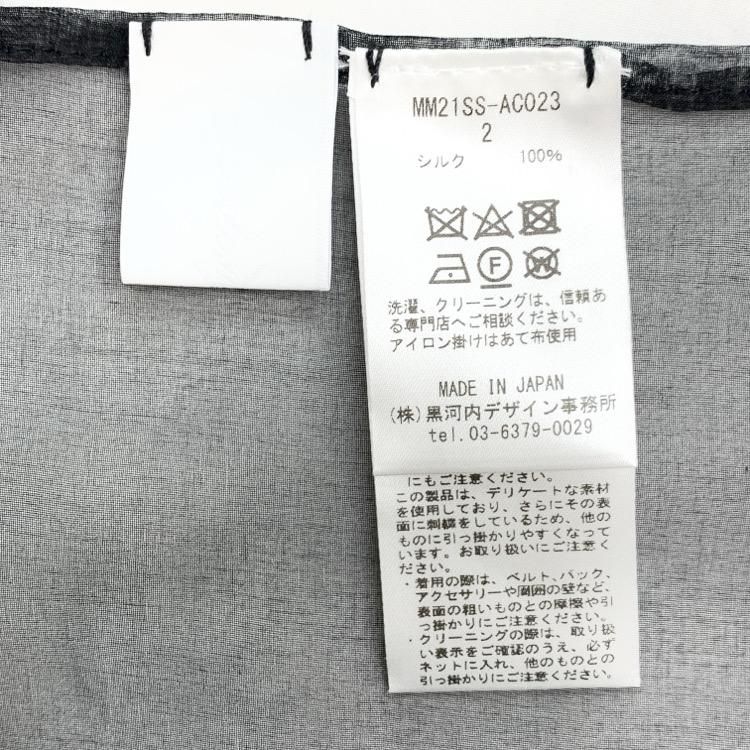 MM21SS-AC023
2
シルク 100%
F
W
洗濯、クリーニングは、信頼あ
る専門店へご相談ください。
アイロン掛けはあて布使用
MADE IN JAPAN
(株)黒河内デザイン事務所
tel.03-6379-0029
にもご注意ください。
この製品は、デリケートな素材
を使用しており、さらにその表
面に刺繍をしているため、他の
ものに引っ掛かりやすくなって
います。お取り扱いにご注意く
ださい。
・着用の際は、ベルト、バック、
アクセサリーや周囲の壁など、
表面の粗いものとの摩擦や引
っ掛かりにご注意ください。
・クリーニングの際は、取り扱
い表示をご確認のうえ、必ず
ネットに入れ、他のものとの
引っ掛かりにご注意ください。